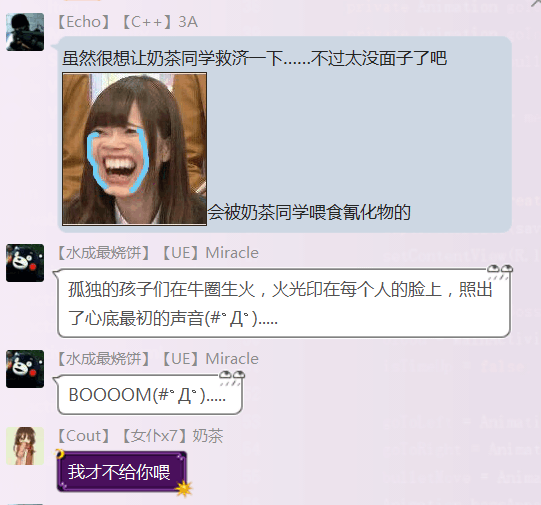 【Echo】【C++】3A
虽然很想让奶茶同学救济一下……不过太没面子了吧
会被奶茶同学喂食氰化物的
【水成最烧饼】【UE】Miracle
孤独的孩子们在牛圈生火，火光印在每个人的脸上，照出
了心底最初的声音(#ﾟДﾟ).....
【水成最烧饼】【UE】Miracle
BOOOOM(#ﾟДﾟ).....
【Cout】【女仆x7】奶茶
我才不给你喂